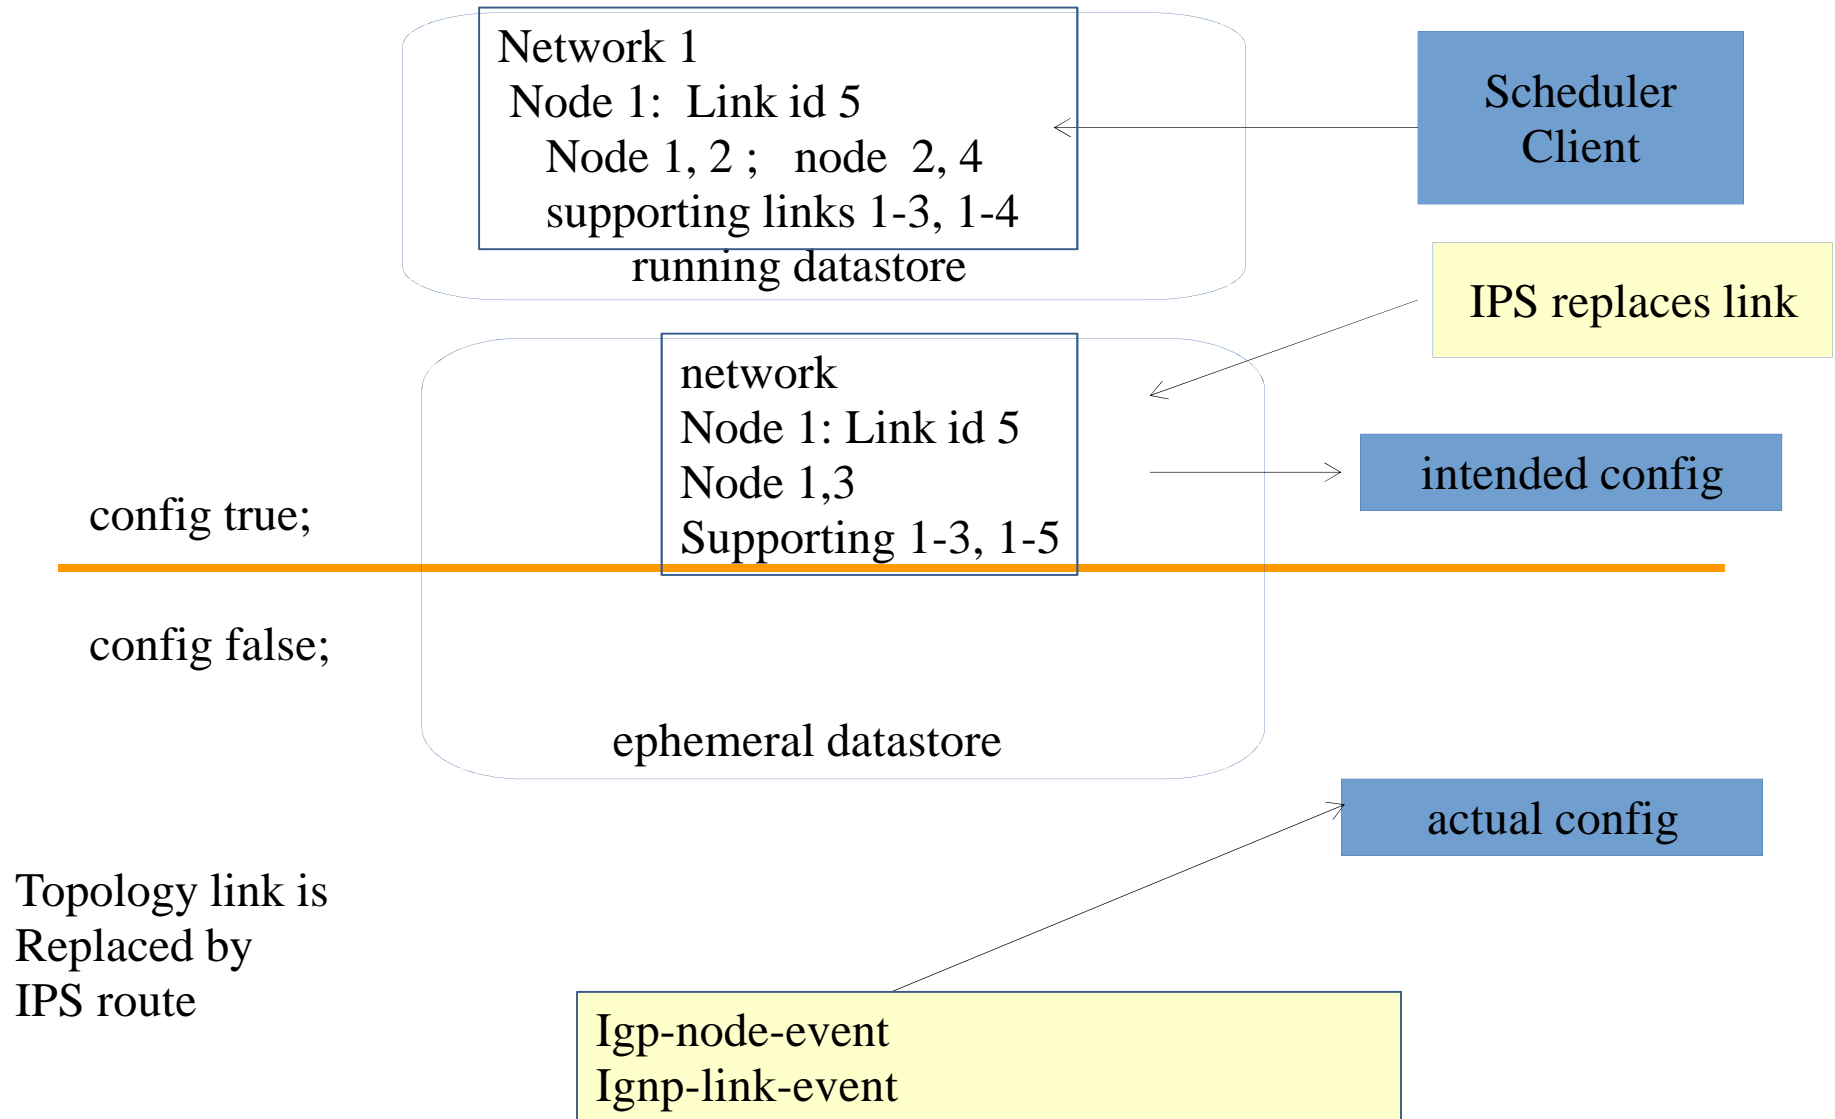 Network 1
Node 1: Link id 5
Node 1, 2 ; node 2, 4
supporting links 1-3, 1-4
running datastore
Scheduler
Client
IPS replaces link
network
Node 1: Link id 5
Node 1,3
Supporting 1-3, 1-5
intended config
config true;
config false;
ephemeral datastore
actual config
Topology link is
Replaced by
IPS route
Igp-node-event
Ignp-link-event